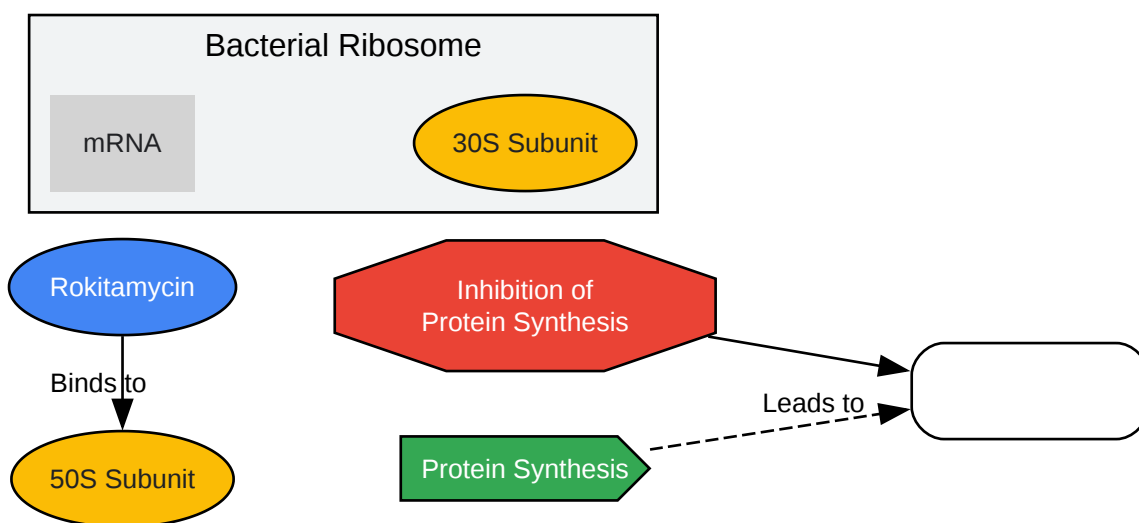 Bacterial Ribosome
mRNA
30S Subunit
Rokitamycin
Inhibition of
Protein Synthesis
Binds to
Leads to
50S Subunit
Protein Synthesis